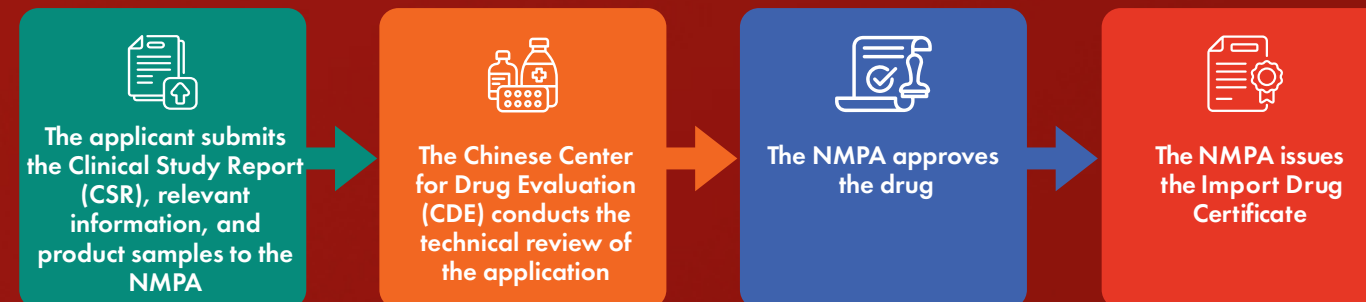 The applicant submits
the Clinical Study Report
(CSR), relevant
information, and
product samples to the
NMPA
The Chinese Center
for Drug Evaluation
(CDE) conducts the
technical review of
the application
The NMPA approves
the drug
The NMPA issues
the Import Drug
Certificate